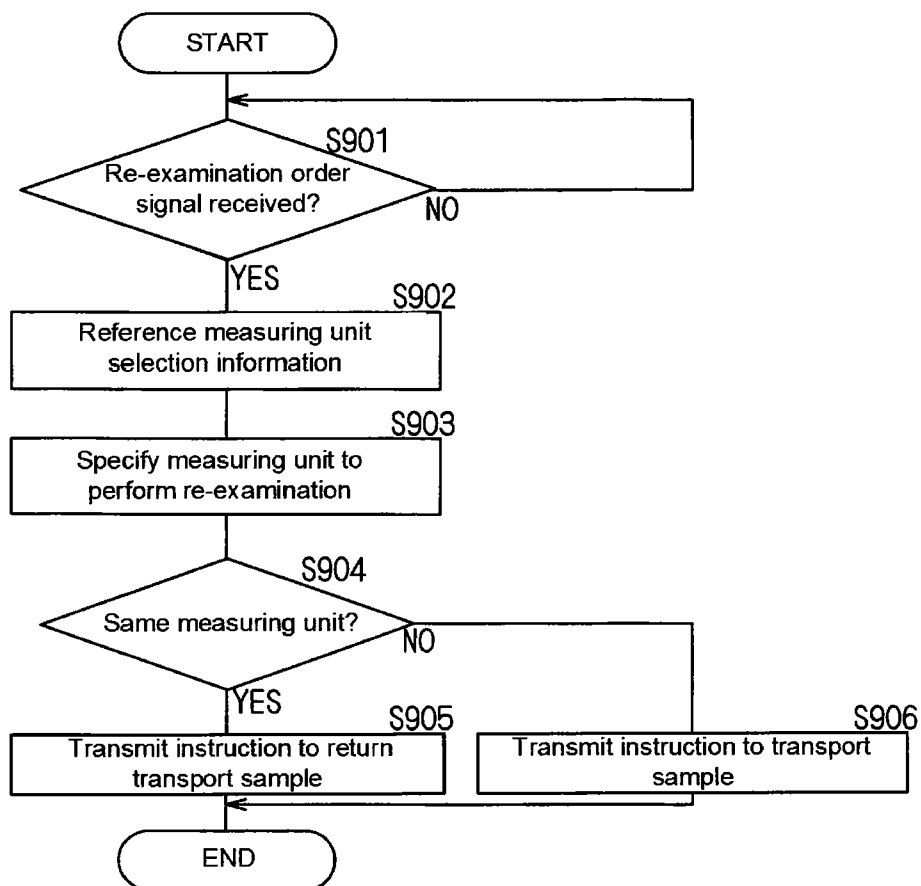 START
S901
Re-examination order
signal received?
NO
YES
S902
Reference measuring unit
selection information
S903
Specify measuring unit to
perform re-examination
S904
Same measuring unit?
NO
YES
S905
Transmit instruction to return
transport sample
S906
Transmit instruction to transport
sample
END